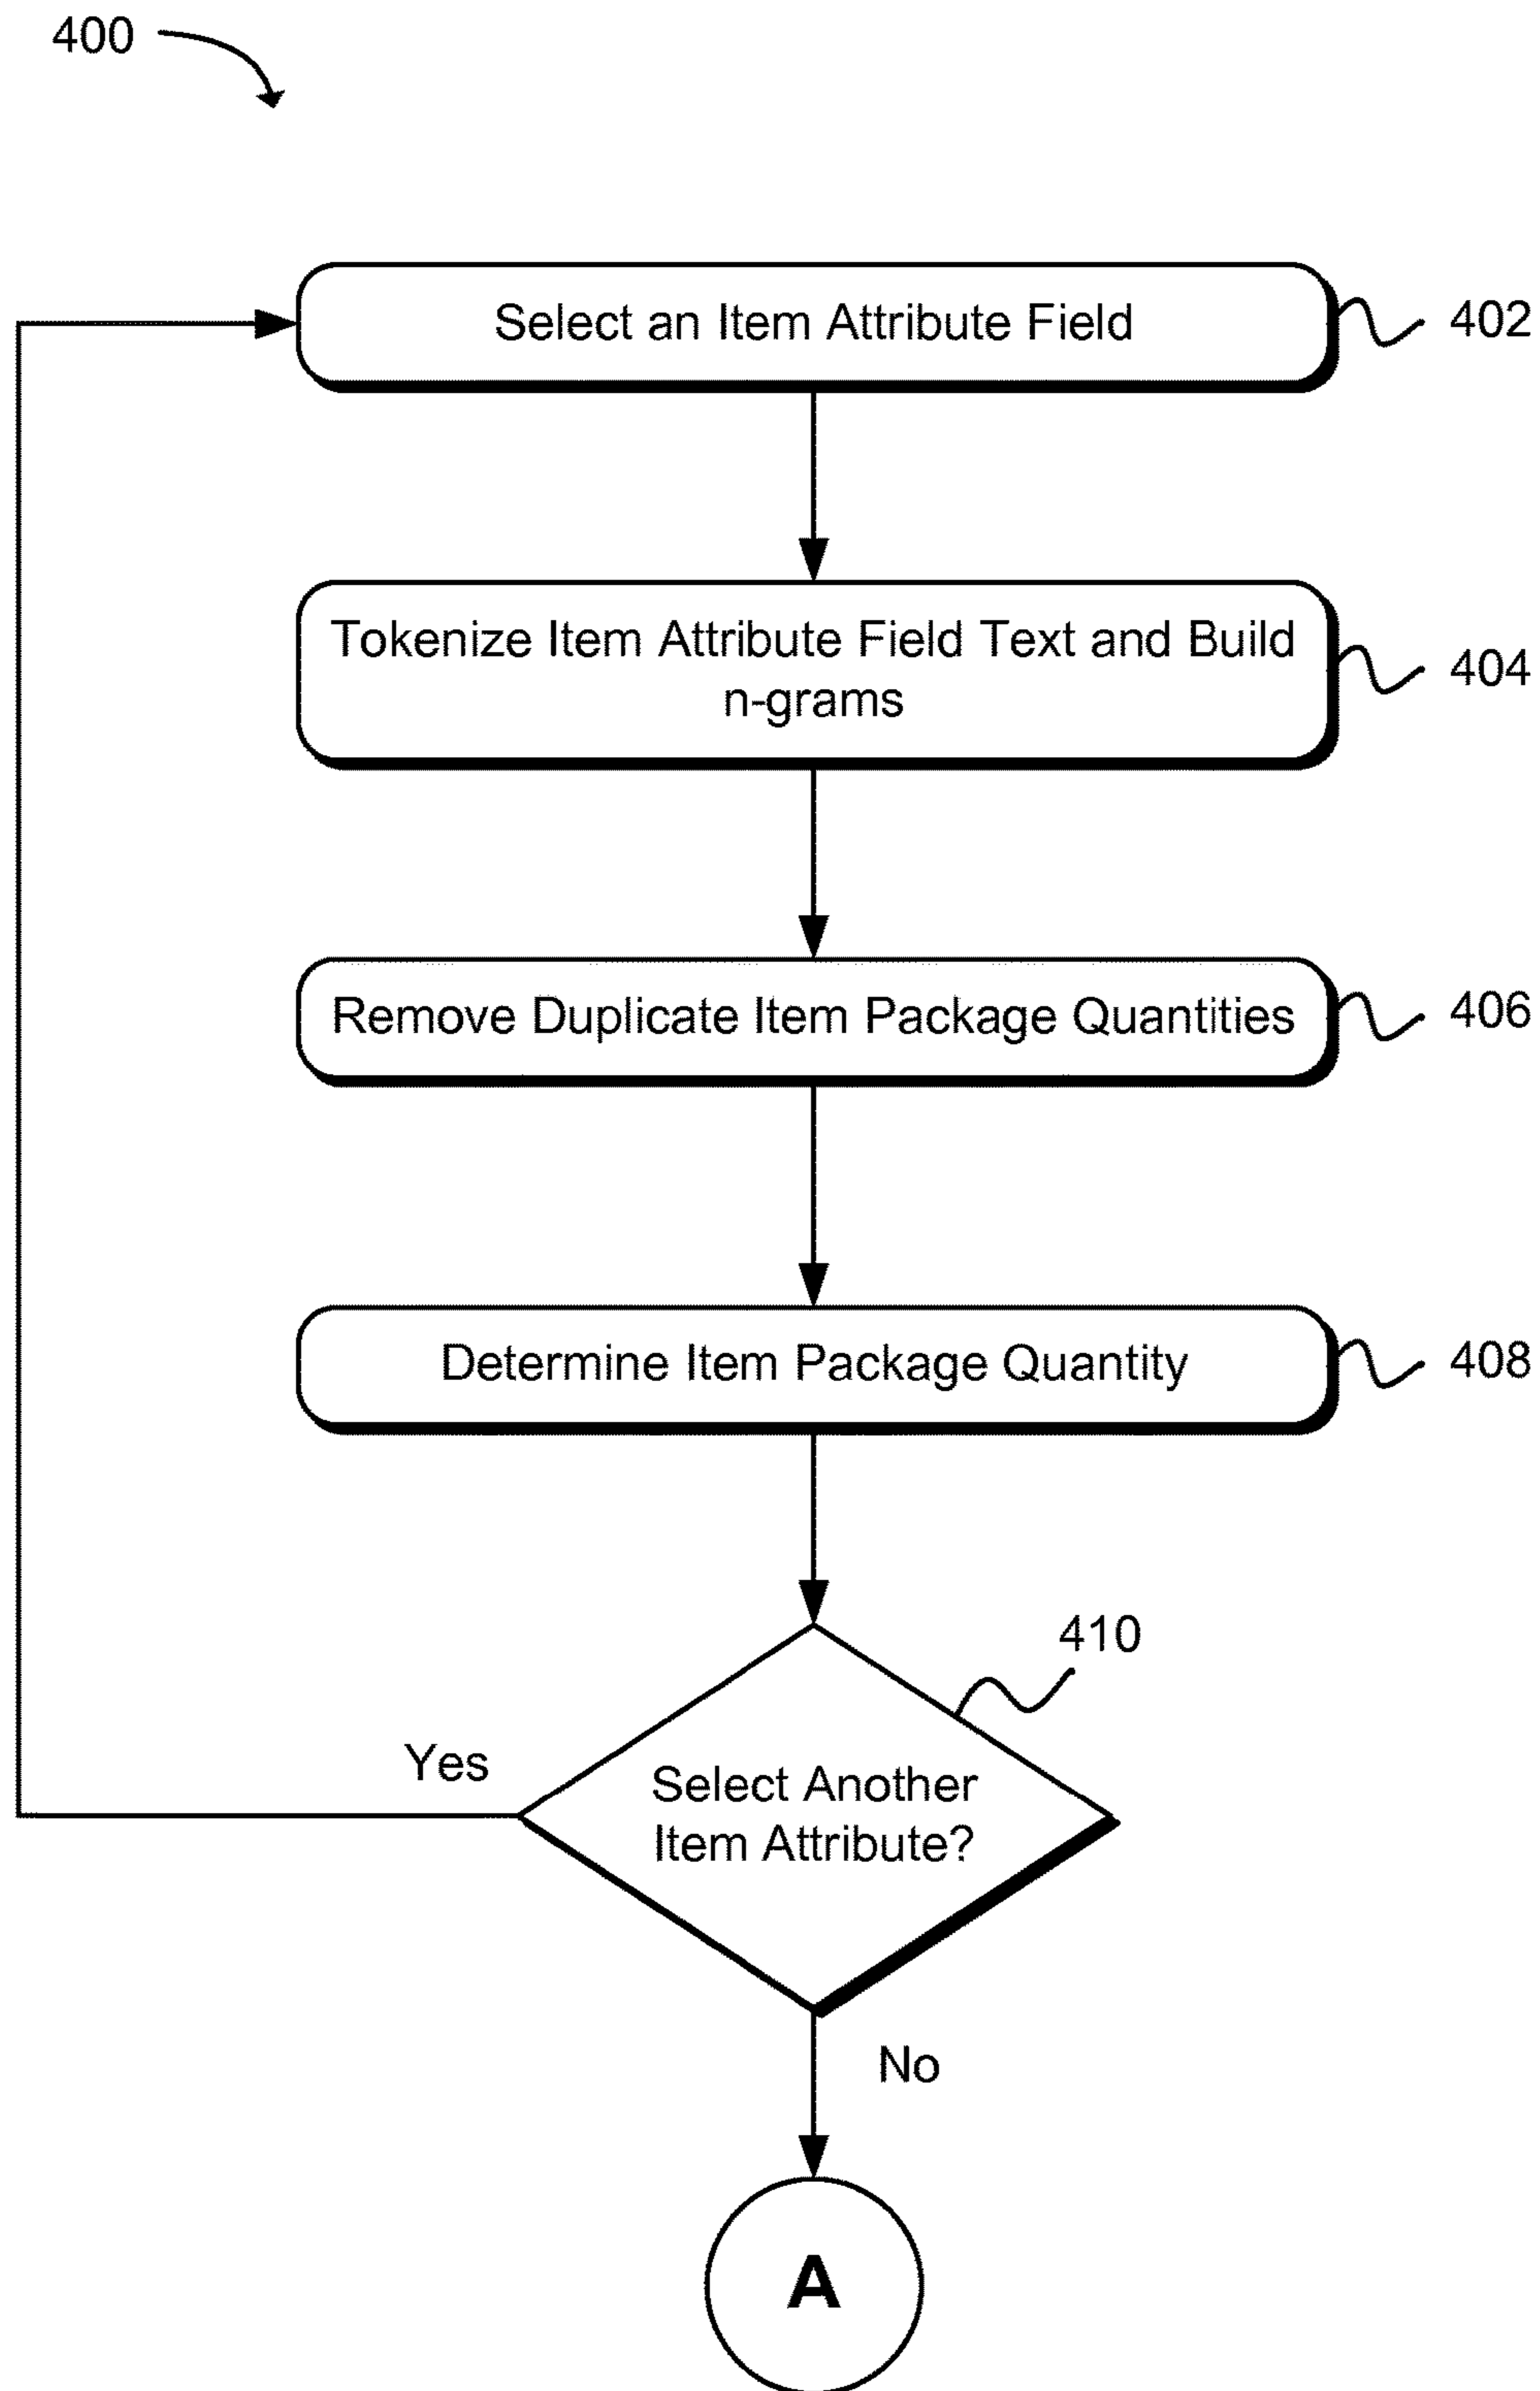 400
Select an Item Attribute Field
402
Tokenize Item Attribute Field Text and Build
n-grams
404
Remove Duplicate Item Package Quantities
406
Determine Item Package Quantity
408
410
Yes
Select Another
Item Attribute?
No
A